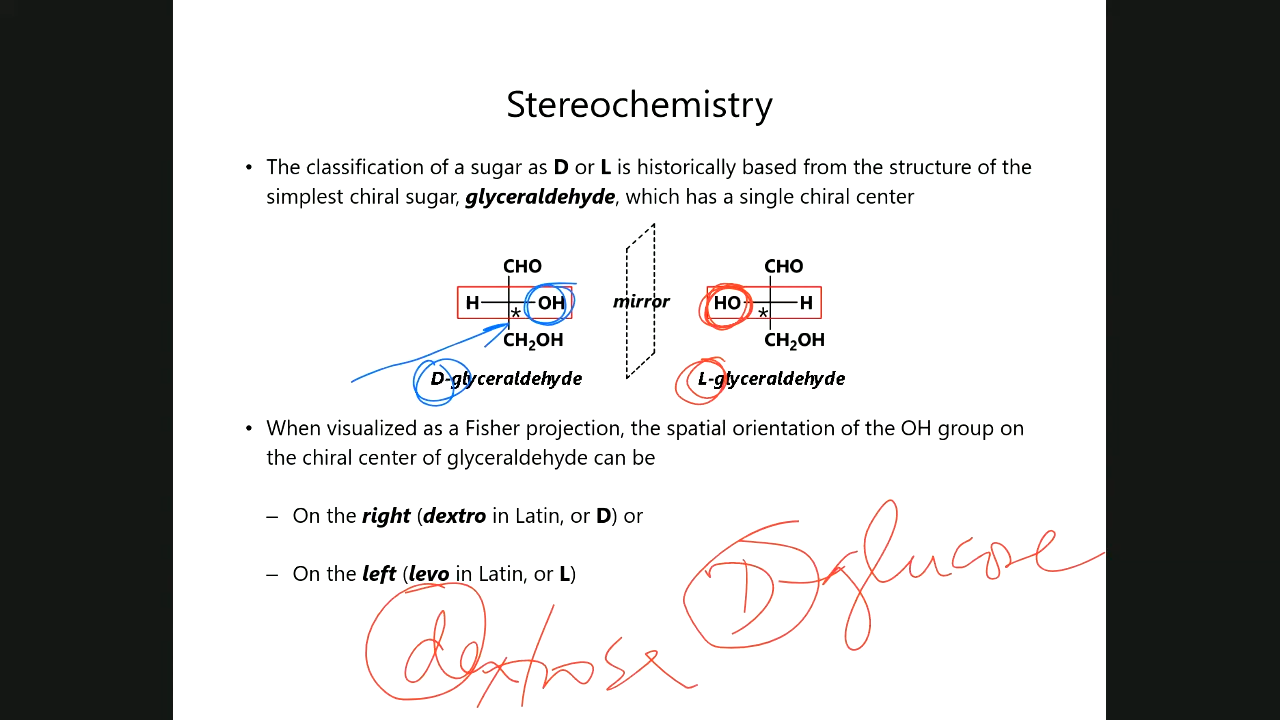 Stereochemistry
• The classification of a sugar as D or L is historically based from the structure of the
simplest chiral sugar, glyceraldehyde, which has a single chiral center
CHO
H OH
*
CH₂OH
D-glyceraldehyde
mirror
CHO
HO H
*
CH₂OH
L-glyceraldehyde
• When visualized as a Fisher projection, the spatial orientation of the OH group on
the chiral center of glyceraldehyde can be
– On the right (dextro in Latin, or D) or
– On the left (levo in Latin, or L)
D-glucose
dextrose